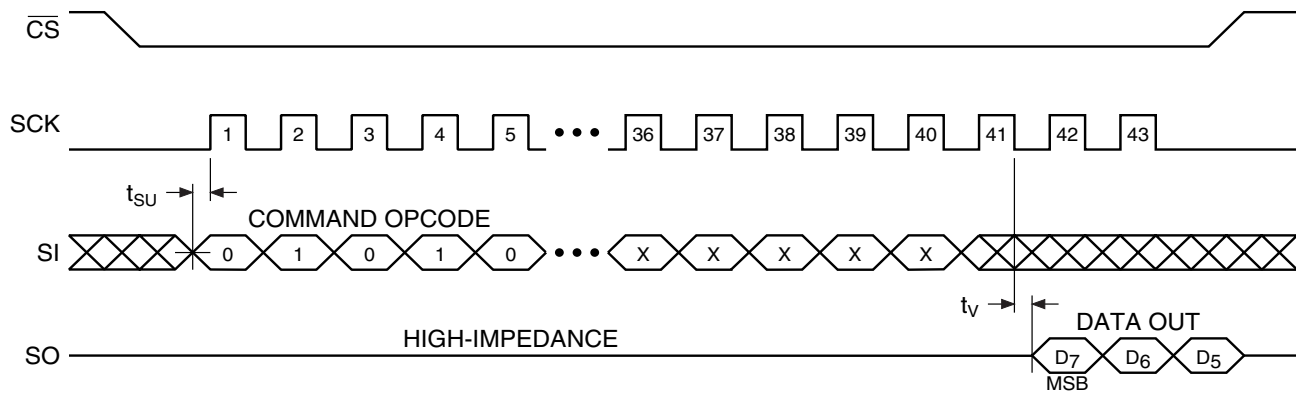 CS
SCK 1 2 3 4 5 ••• 36 37 38 39 40 41 42 43
tSU
COMMAND OPCODE
SI 0 1 0 1 0 ••• X X X X X
tV
HIGH-IMPEDANCE DATA OUT
SO D7 D6 D5
MSB